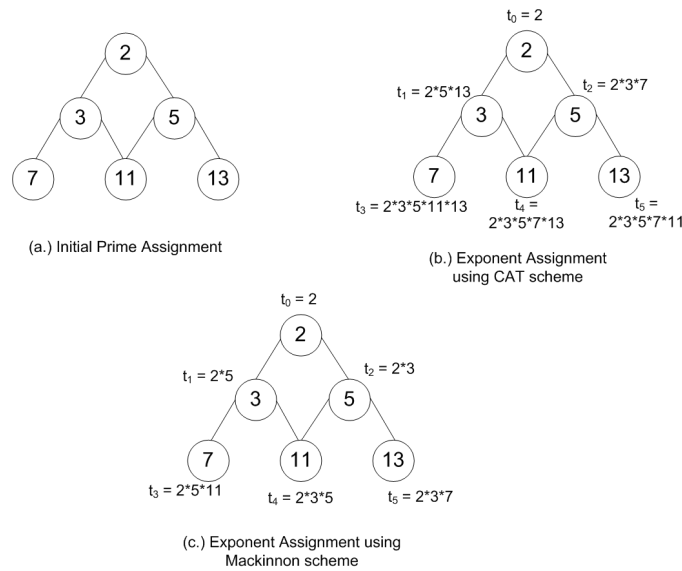 2
3 5
7 11 13
(a.) Initial Prime Assignment
t₀ = 2
2
t₁ = 2*5*13
t₂ = 2*3*7
3 5
7 11 13
t₃ = 2*3*5*11*13
t₄ =
2*3*5*7*13
t₅ =
2*3*5*7*11
(b.) Exponent Assignment
using CAT scheme
t₀ = 2
2
t₁ = 2*5
t₂ = 2*3
3 5
7 11 13
t₃ = 2*5*11
t₄ = 2*3*5
t₅ = 2*3*7
(c.) Exponent Assignment using
Mackinnon scheme